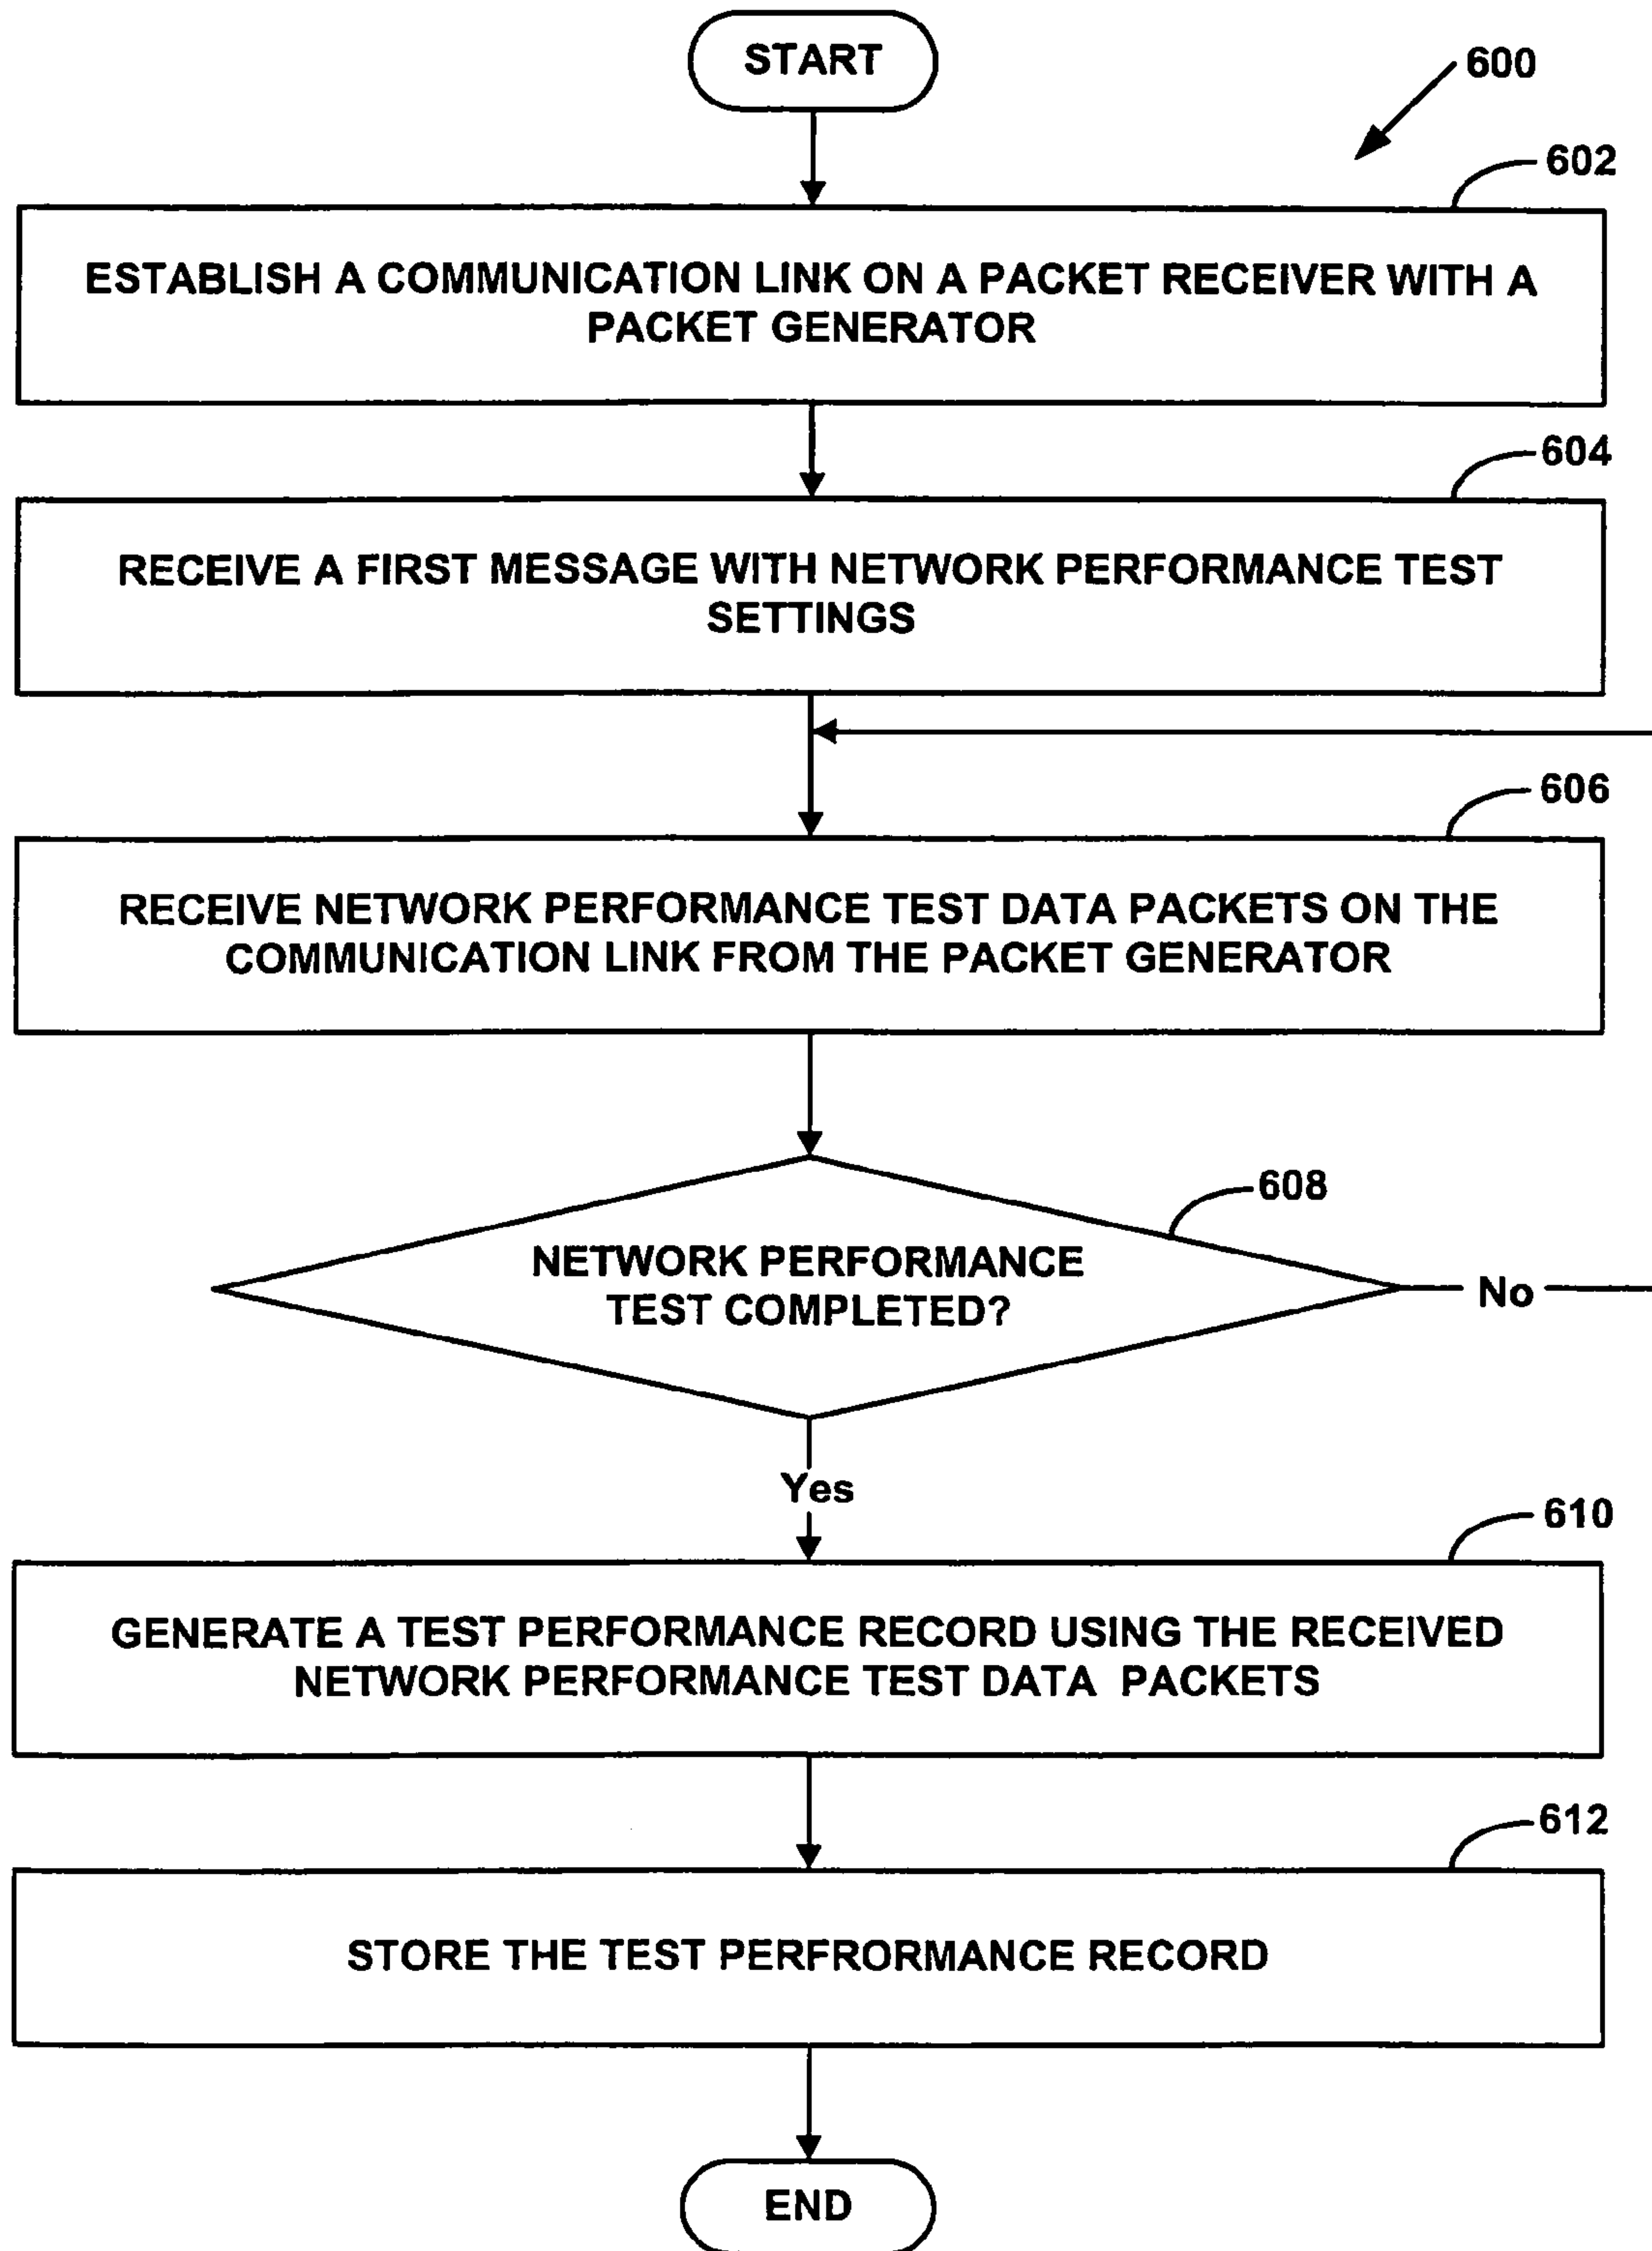 START
600
602
ESTABLISH A COMMUNICATION LINK ON A PACKET RECEIVER WITH A
PACKET GENERATOR
604
RECEIVE A FIRST MESSAGE WITH NETWORK PERFORMANCE TEST
SETTINGS
606
RECEIVE NETWORK PERFORMANCE TEST DATA PACKETS ON THE
COMMUNICATION LINK FROM THE PACKET GENERATOR
608
NETWORK PERFORMANCE
TEST COMPLETED?
No
Yes
610
GENERATE A TEST PERFORMANCE RECORD USING THE RECEIVED
NETWORK PERFORMANCE TEST DATA PACKETS
612
STORE THE TEST PERFRORMANCE RECORD
END